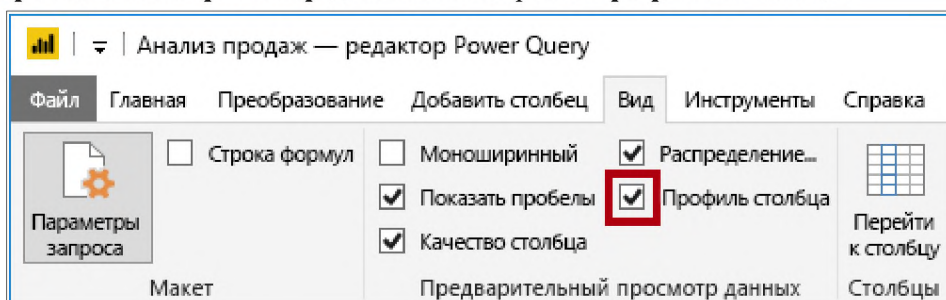 Анализ продаж — редактор Power Query
Файл Главная Преобразование Добавить столбец Вид Инструменты Справка
Параметры
запроса
Строка формул
Макет
Моноширинный
Показать пробелы
Качество столбца
Распределение...
Профиль столбца
Предварительный просмотр данных
Перейти
к столбцу
Столбцы